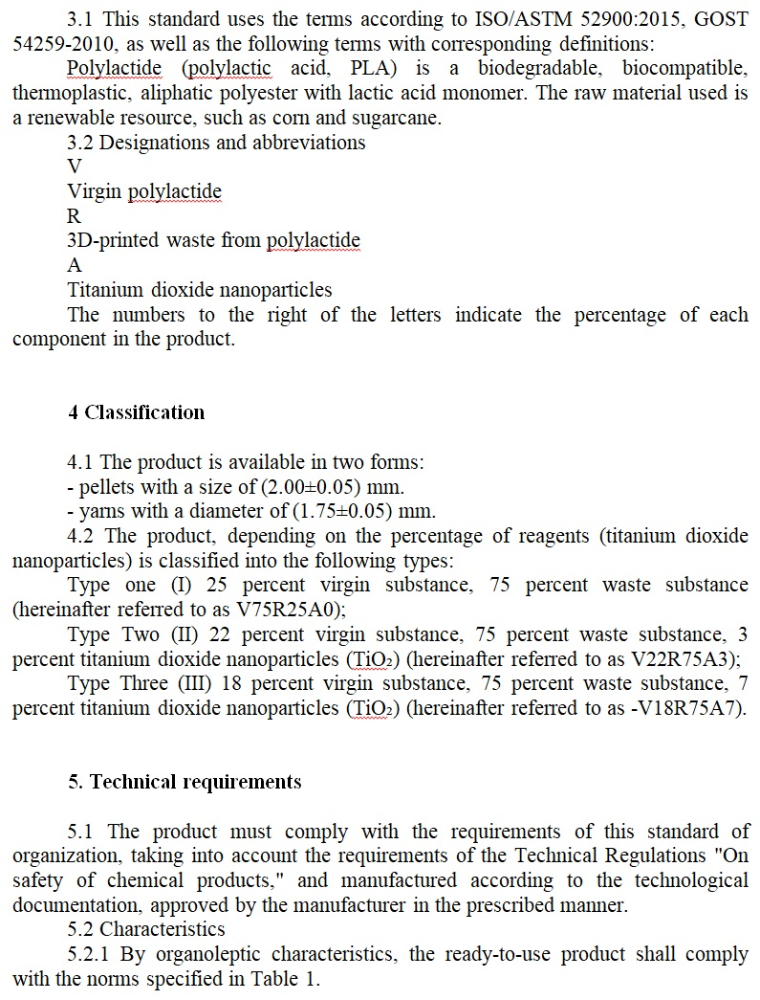 3.1 This standard uses the terms according to ISO/ASTM 52900:2015, GOST
54259-2010, as well as the following terms with corresponding definitions:
Polylactide (polylactic acid, PLA) is a biodegradable, biocompatible,
thermoplastic, aliphatic polyester with lactic acid monomer. The raw material used is
a renewable resource, such as corn and sugarcane.
3.2 Designations and abbreviations
V
Virgin polylactide
R
3D-printed waste from polylactide
A
Titanium dioxide nanoparticles
The numbers to the right of the letters indicate the percentage of each
component in the product.
4 Classification
4.1 The product is available in two forms:
- pellets with a size of (2.00±0.05) mm.
- yarns with a diameter of (1.75±0.05) mm.
4.2 The product, depending on the percentage of reagents (titanium dioxide
nanoparticles) is classified into the following types:
Type one (I) 25 percent virgin substance, 75 percent waste substance
(hereinafter referred to as V75R25A0);
Type Two (II) 22 percent virgin substance, 75 percent waste substance, 3
percent titanium dioxide nanoparticles (TiO₂) (hereinafter referred to as V22R75A3);
Type Three (III) 18 percent virgin substance, 75 percent waste substance, 7
percent titanium dioxide nanoparticles (TiO₂) (hereinafter referred to as -V18R75A7).
5. Technical requirements
5.1 The product must comply with the requirements of this standard of
organization, taking into account the requirements of the Technical Regulations "On
safety of chemical products," and manufactured according to the technological
documentation, approved by the manufacturer in the prescribed manner.
5.2 Characteristics
5.2.1 By organoleptic characteristics, the ready-to-use product shall comply
with the norms specified in Table 1.